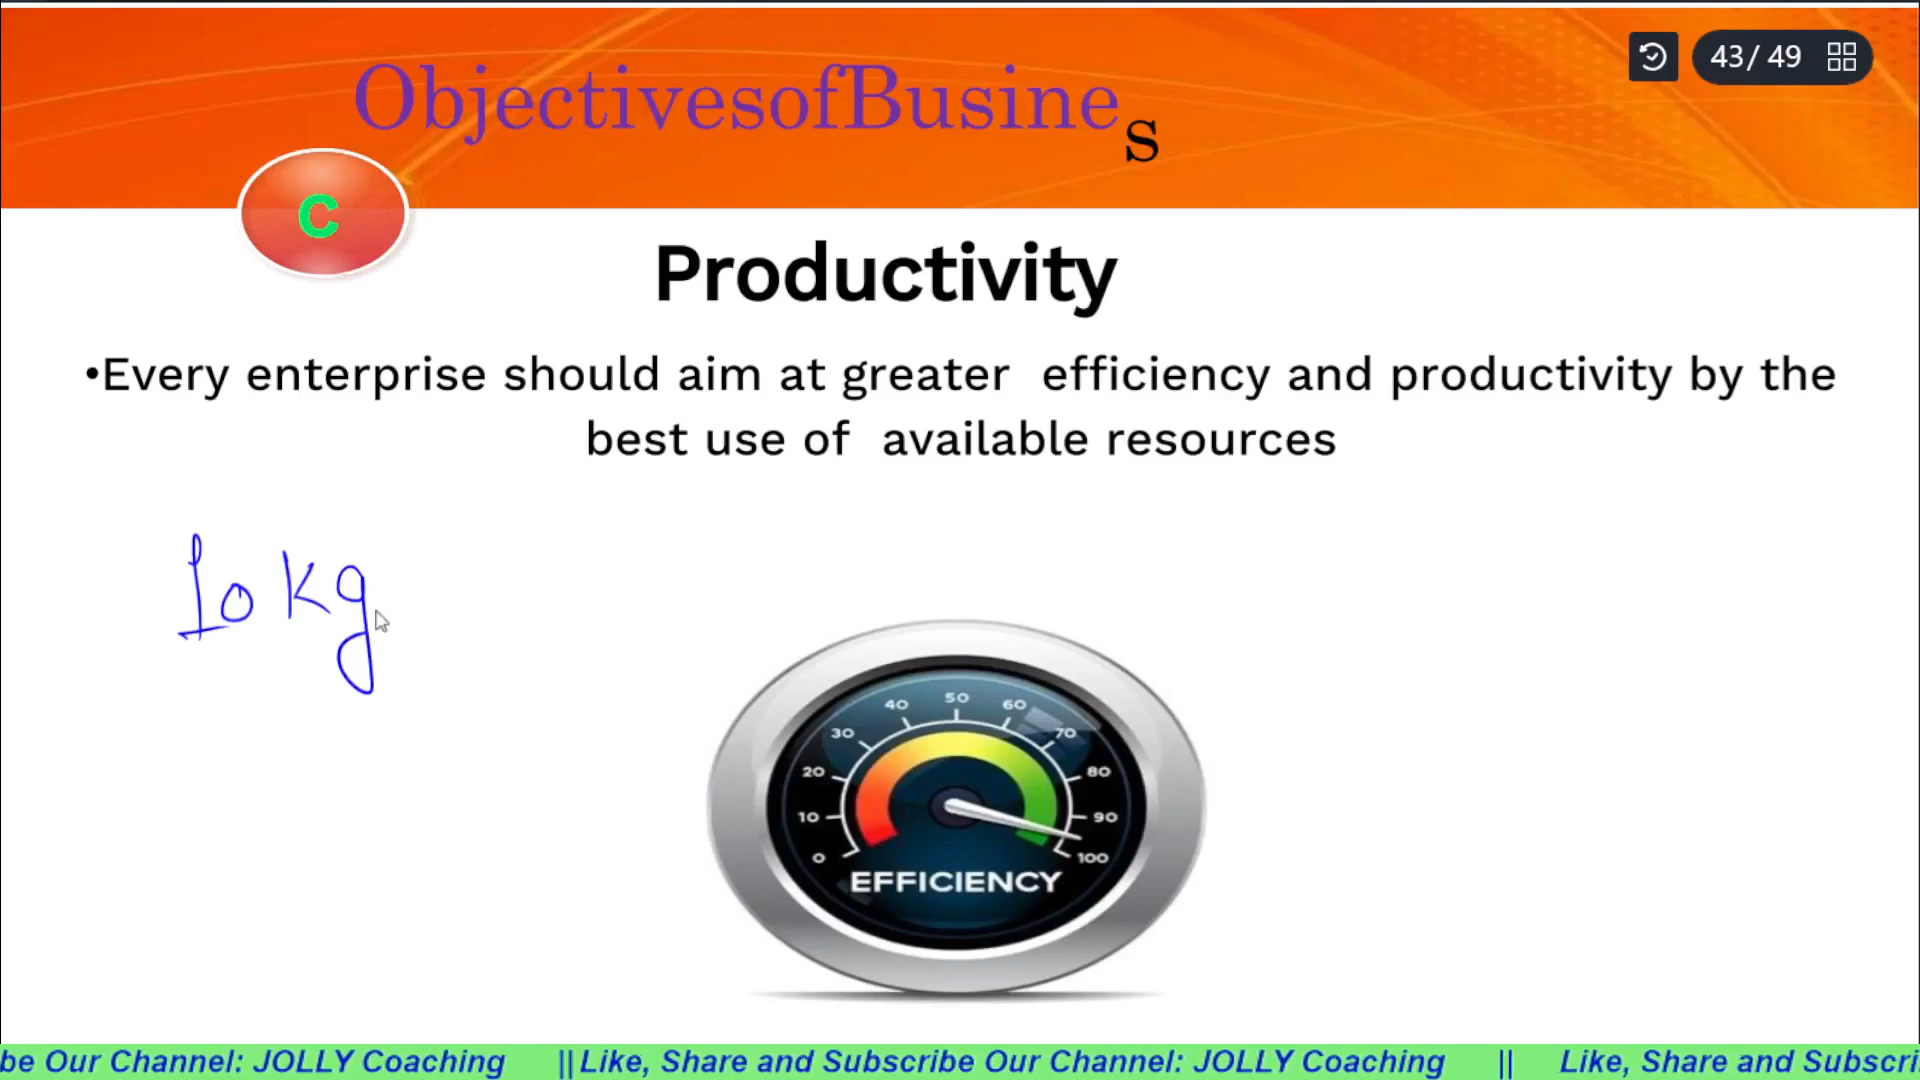 43/ 49
ObjectivesofBusine
s
C
Productivity
•Every enterprise should aim at greater efficiency and productivity by the
best use of available resources
10 kg
0 10 20 30 40 50 60 70 80 90 100
EFFICIENCY
be Our Channel: JOLLY Coaching || Like, Share and Subscribe Our Channel: JOLLY Coaching || Like, Share and Subscri